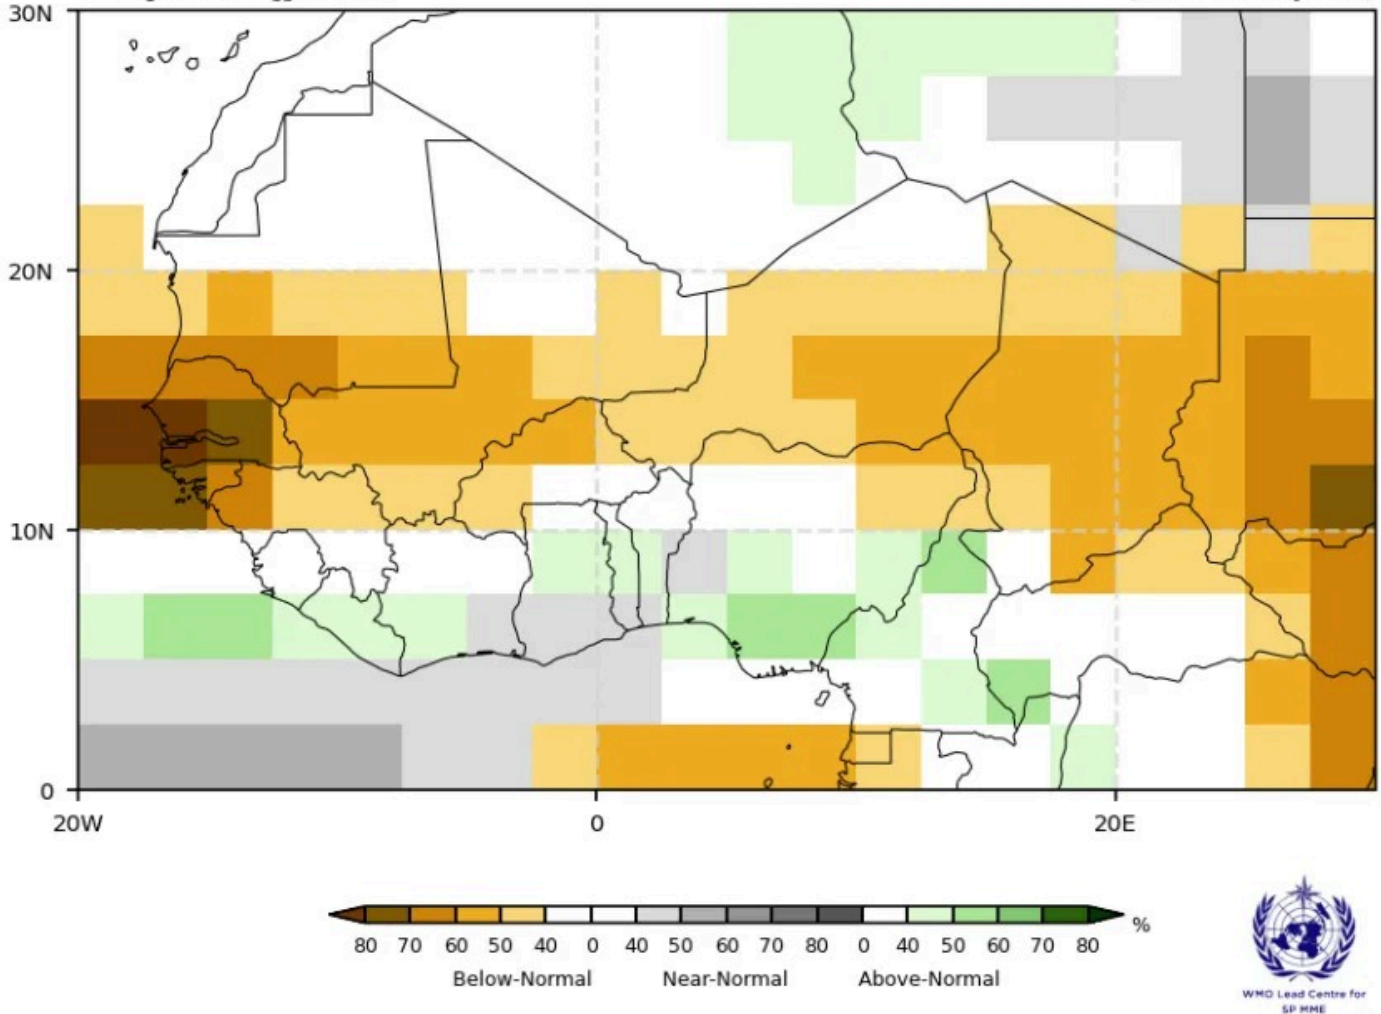 30N
20N
10N
0
20W 0 20E
80 70 60 50 40 0 40 50 60 70 80 0 40 50 60 70 80 %
Below-Normal Near-Normal Above-Normal
WMO Lead Centre for
SP MME